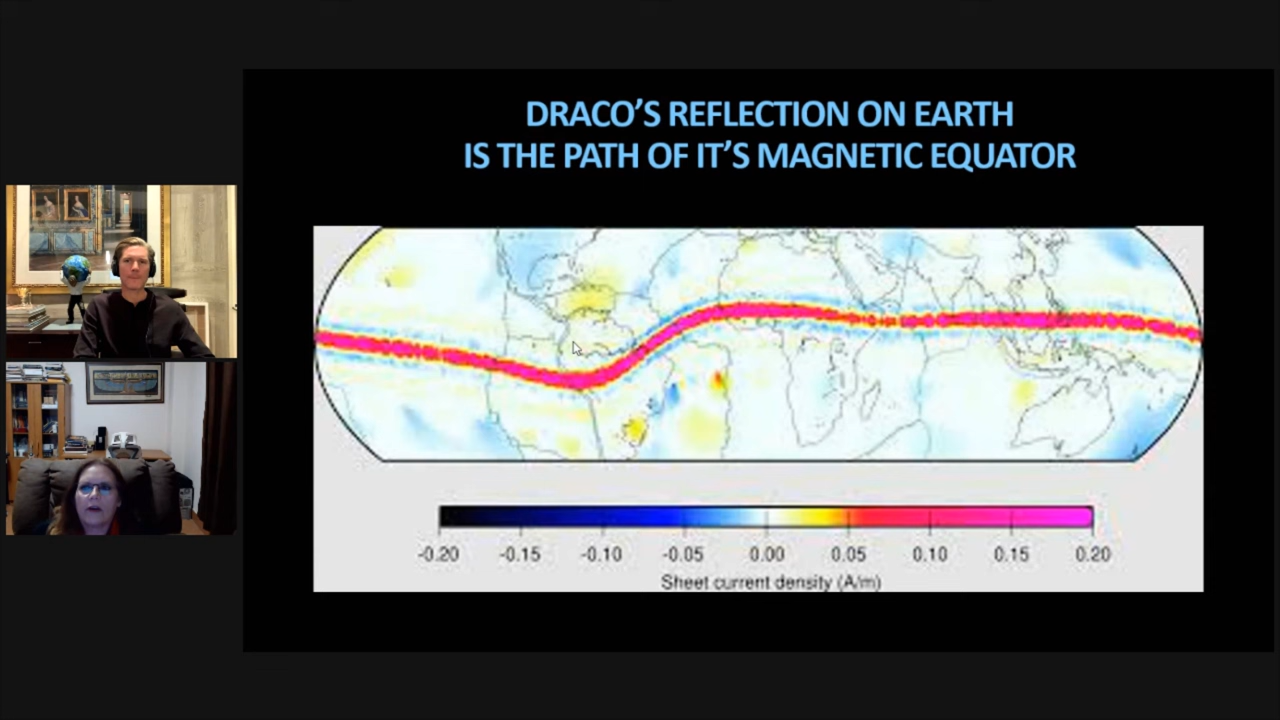 DRACO’S REFLECTION ON EARTH
IS THE PATH OF IT’S MAGNETIC EQUATOR
-0.20 -0.15 -0.10 -0.05 0.00 0.05 0.10 0.15 0.20
Sheet current density (A/m)